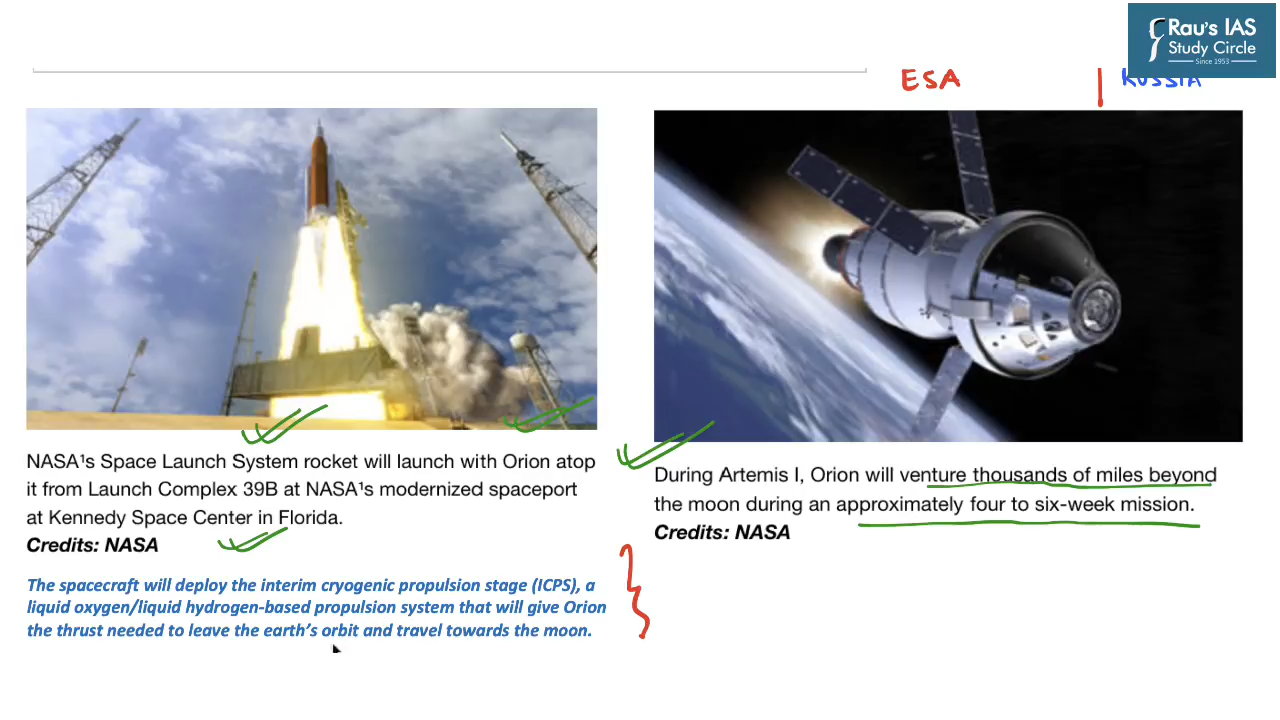 Rau's IAS
Study Circle
Since 1953
ESA
RUSSIA
NASA¹s Space Launch System rocket will launch with Orion atop
it from Launch Complex 39B at NASA¹s modernized spaceport
at Kennedy Space Center in Florida.
Credits: NASA
The spacecraft will deploy the interim cryogenic propulsion stage (ICPS), a
liquid oxygen/liquid hydrogen-based propulsion system that will give Orion
the thrust needed to leave the earth's orbit and travel towards the moon.
During Artemis I, Orion will venture thousands of miles beyond
the moon during an approximately four to six-week mission.
Credits: NASA